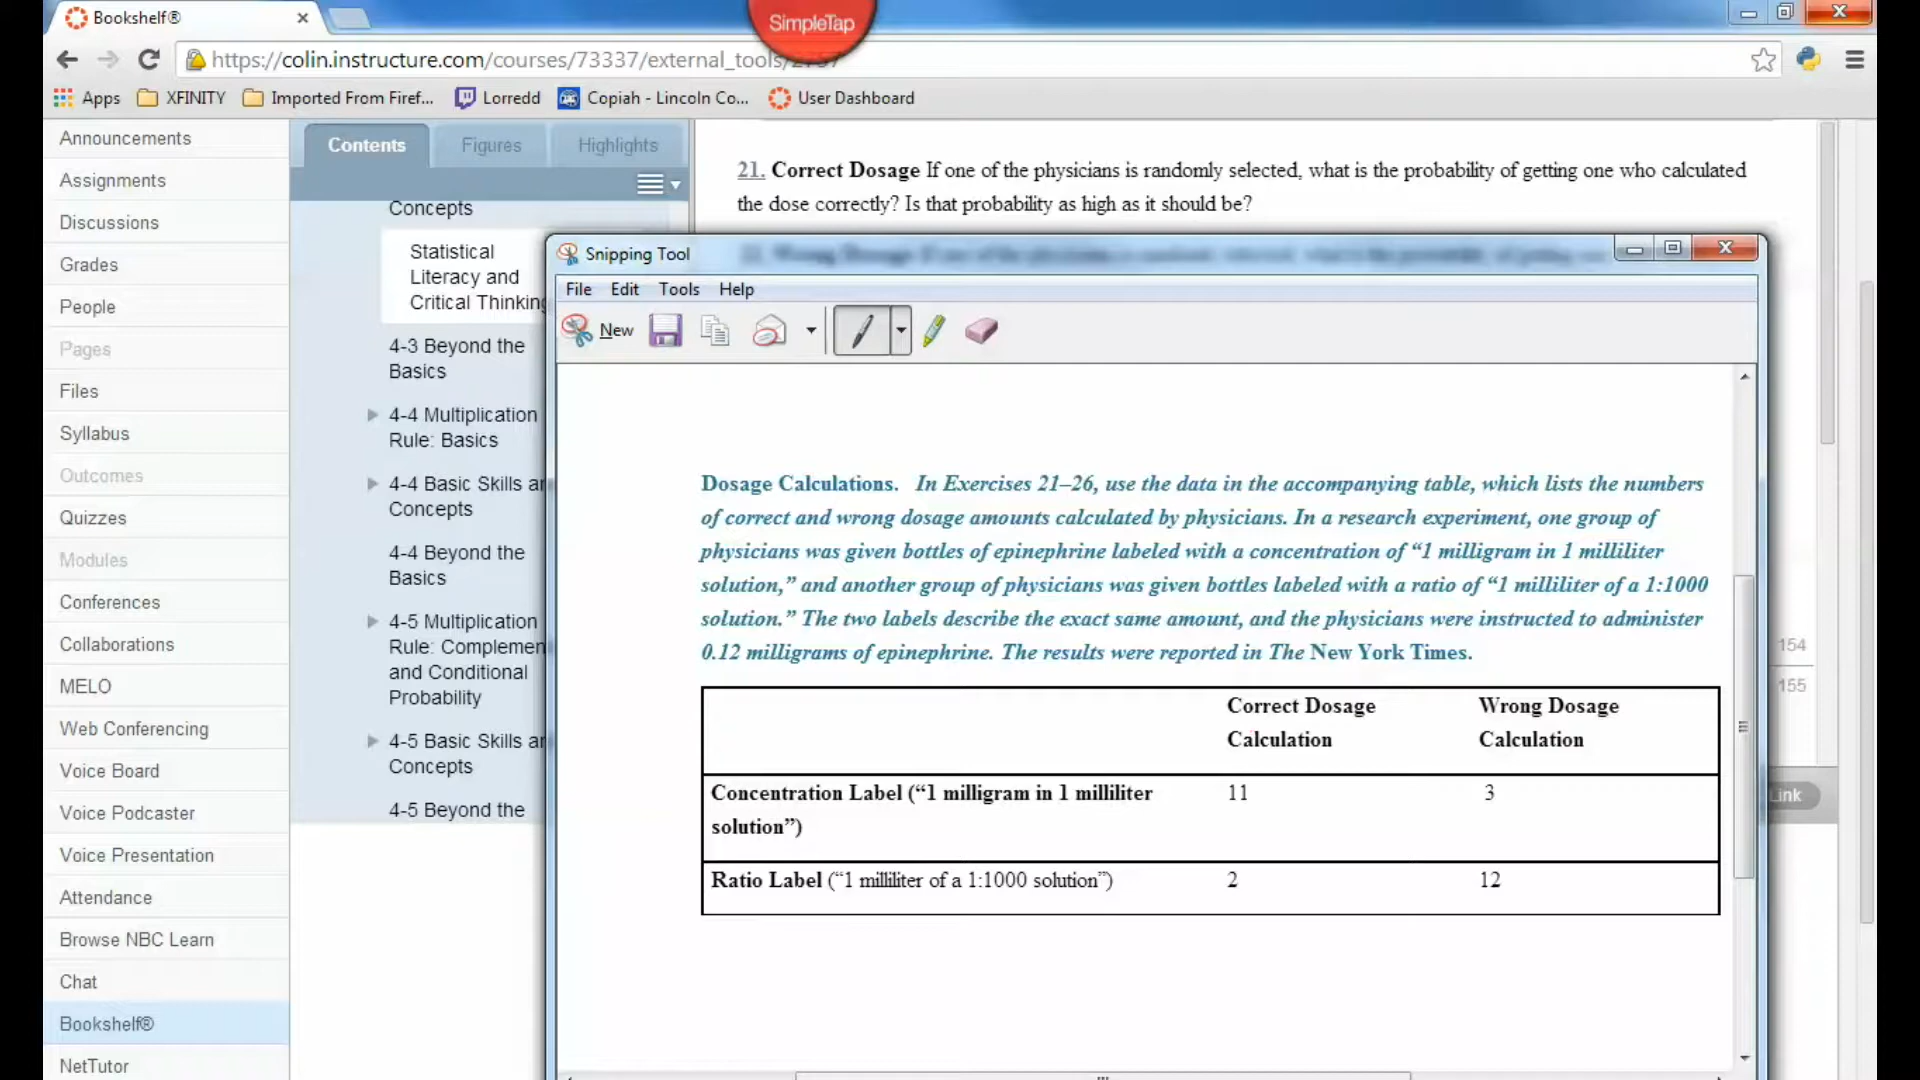 Bookshelf®
SimpleTap
https://colin.instructure.com/courses/73337/external_tools/
Apps XFINITY Imported From Firef... Lorredd Copiah - Lincoln Co... User Dashboard
Announcements
Assignments
Discussions
Grades
People
Pages
Files
Syllabus
Outcomes
Quizzes
Modules
Conferences
Collaborations
MELO
Web Conferencing
Voice Board
Voice Podcaster
Voice Presentation
Attendance
Browse NBC Learn
Chat
Bookshelf®
NetTutor
Contents Figures Highlights
Concepts
Statistical
Literacy and
Critical Thinking
4-3 Beyond the
Basics
4-4 Multiplication
Rule: Basics
4-4 Basic Skills an
Concepts
4-4 Beyond the
Basics
4-5 Multiplication
Rule: Complemen
and Conditional
Probability
4-5 Basic Skills an
Concepts
4-5 Beyond the
21. Correct Dosage If one of the physicians is randomly selected, what is the probability of getting one who calculated
the dose correctly? Is that probability as high as it should be?
Snipping Tool
File Edit Tools Help
New
Dosage Calculations. In Exercises 21–26, use the data in the accompanying table, which lists the numbers
of correct and wrong dosage amounts calculated by physicians. In a research experiment, one group of
physicians was given bottles of epinephrine labeled with a concentration of “1 milligram in 1 milliliter
solution,” and another group of physicians was given bottles labeled with a ratio of “1 milliliter of a 1:1000
solution.” The two labels describe the exact same amount, and the physicians were instructed to administer
0.12 milligrams of epinephrine. The results were reported in The New York Times.
Correct Dosage Wrong Dosage
Calculation Calculation
Concentration Label (“1 milligram in 1 milliliter 11 3
solution”)
Ratio Label (“1 milliliter of a 1:1000 solution”) 2 12
154
155
Link